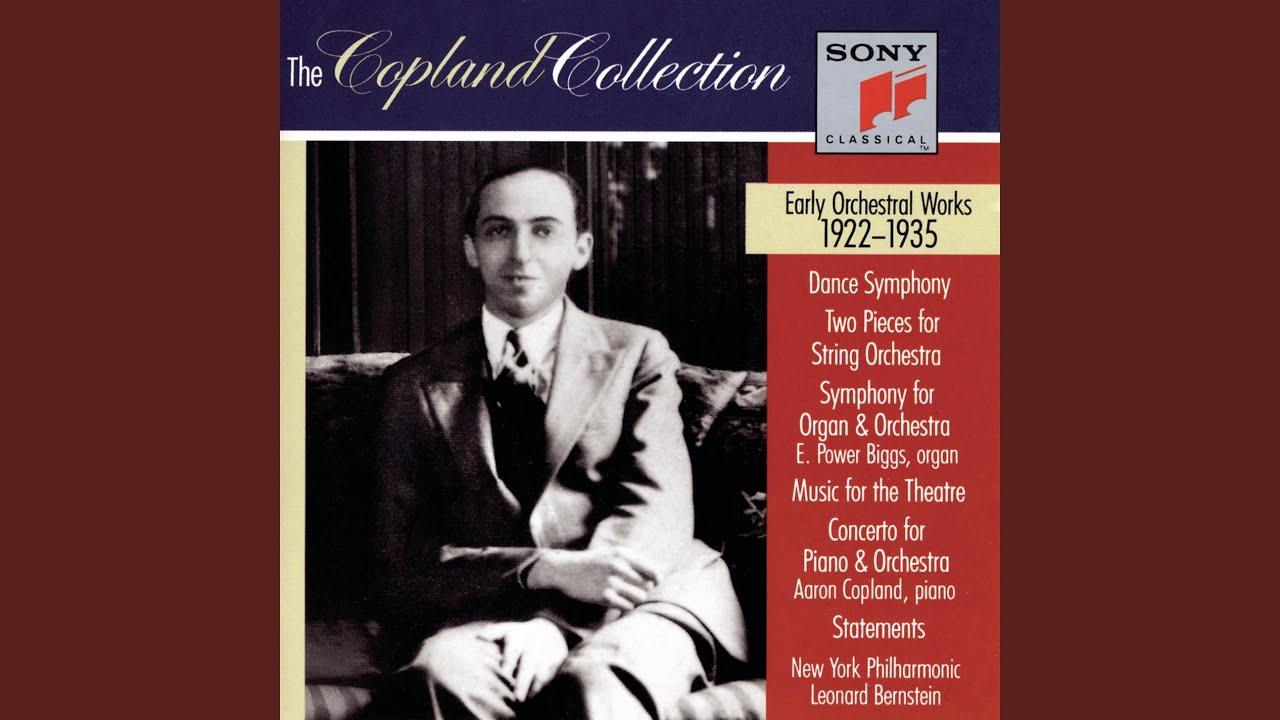 The Copland Collection
SONY
CLASSICAL™
Early Orchestral Works
1922–1935
Dance Symphony
Two Pieces for
String Orchestra
Symphony for
Organ & Orchestra
E. Power Biggs, organ
Music for the Theatre
Concerto for
Piano & Orchestra
Aaron Copland, piano
Statements
New York Philharmonic
Leonard Bernstein